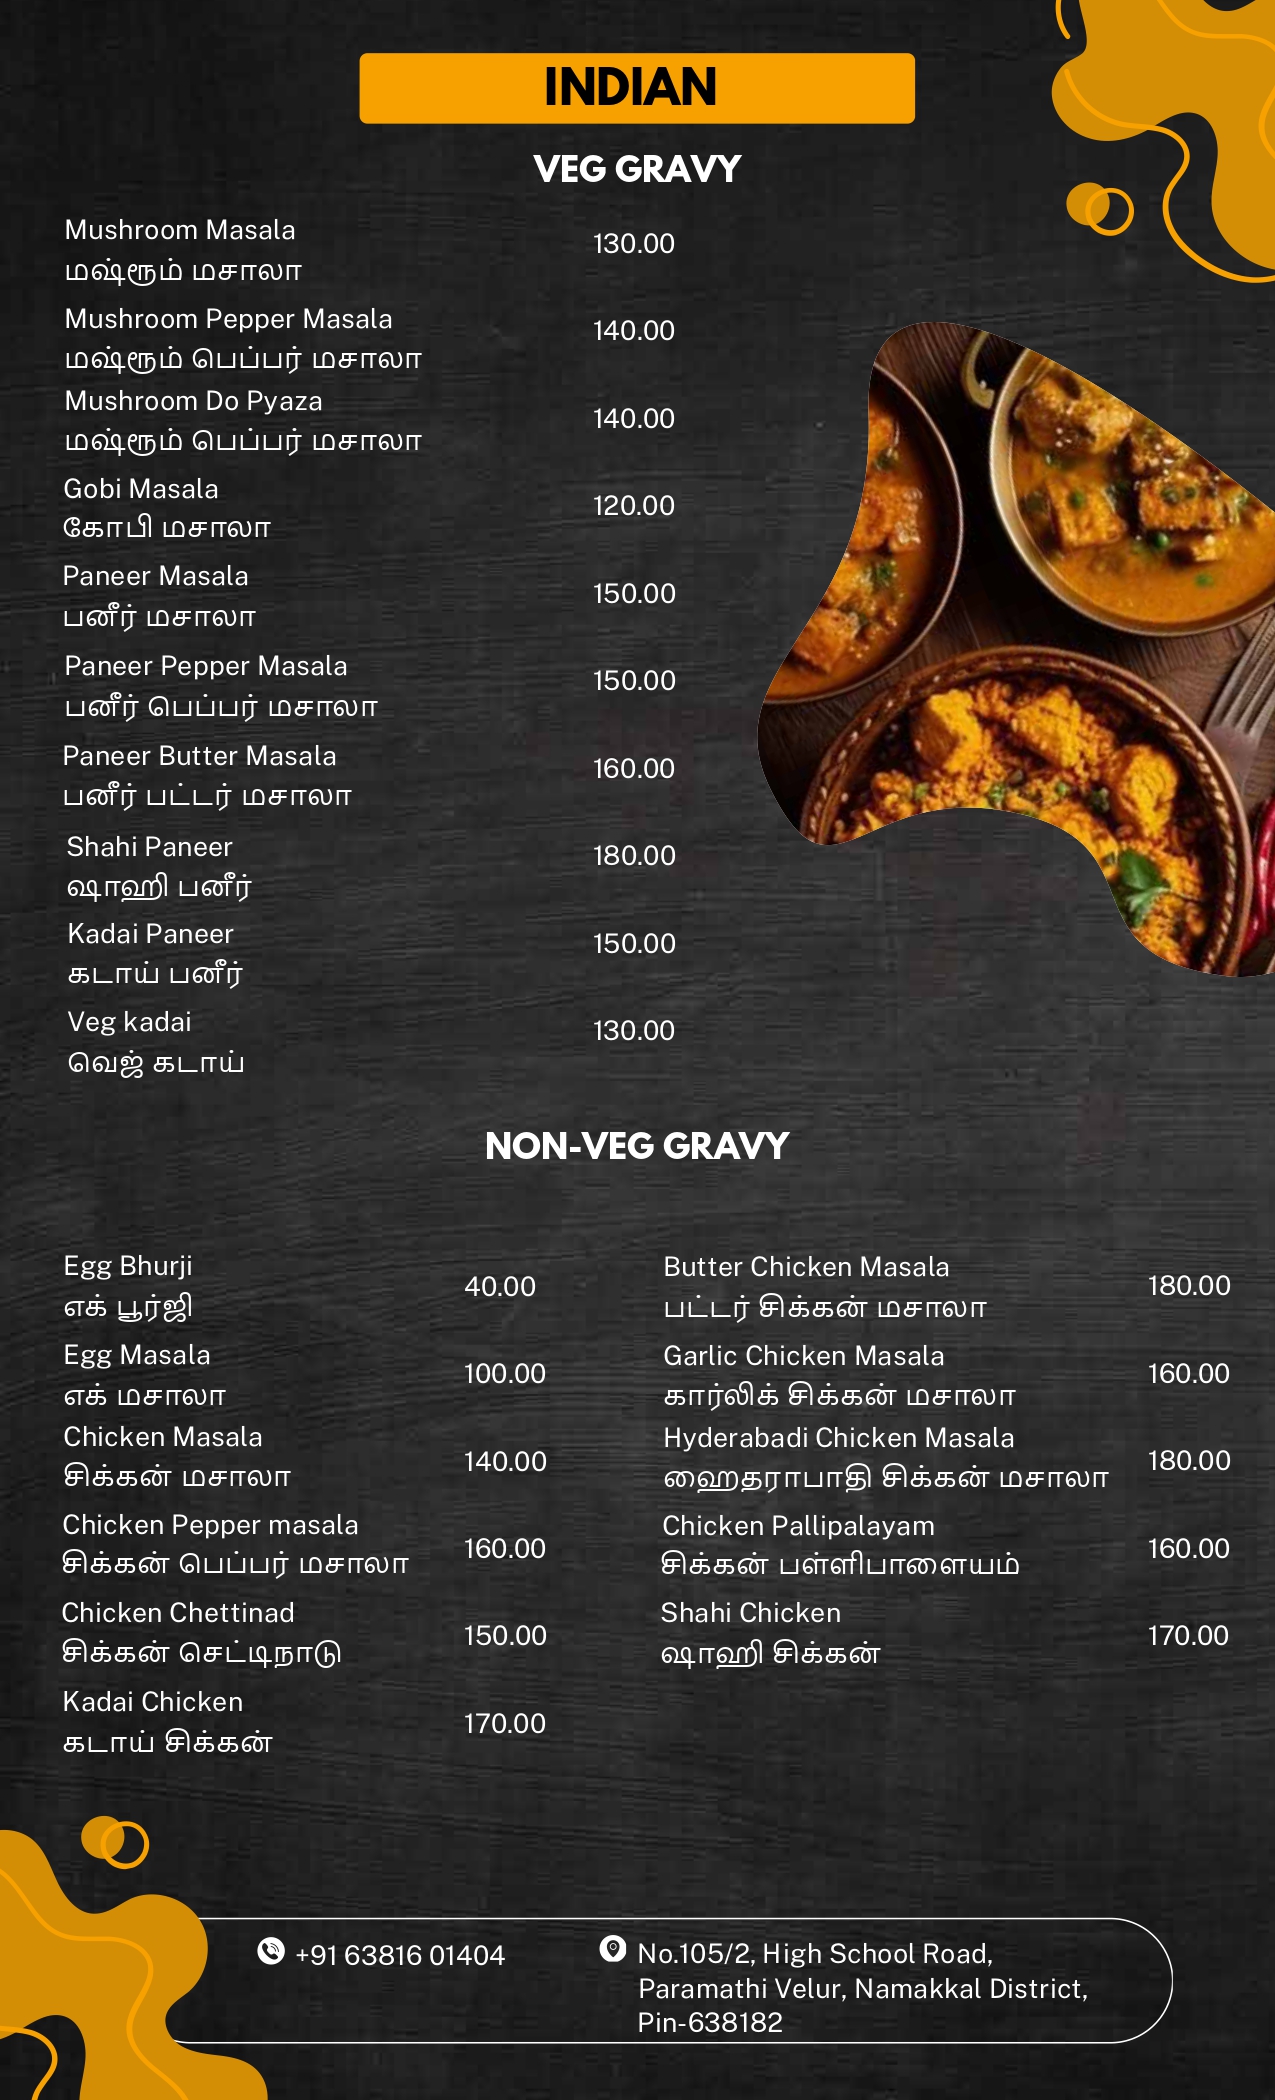 INDIAN
VEG GRAVY
Mushroom Masala
130.00
மஷ்ரூம் மசாலா
Mushroom Pepper Masala
140.00
மஷ்ரூம் பெப்பர் மசாலா
Mushroom Do Pyaza
140.00
மஷ்ரூம் பெப்பர் மசாலா
Gobi Masala
120.00
கோபி மசாலா
Paneer Masala
150.00
பனீர் மசாலா
Paneer Pepper Masala
150.00
பனீர் பெப்பர் மசாலா
Paneer Butter Masala
160.00
பனீர் பட்டர் மசாலா
Shahi Paneer
180.00
ஷாஹி பனீர்
Kadai Paneer
150.00
கடாய் பனீர்
Veg kadai
130.00
வெஜ் கடாய்
NON-VEG GRAVY
Egg Bhurji
40.00
எக் பூர்ஜி
Egg Masala
100.00
எக் மசாலா
Chicken Masala
140.00
சிக்கன் மசாலா
Chicken Pepper masala
160.00
சிக்கன் பெப்பர் மசாலா
Chicken Chettinad
150.00
சிக்கன் செட்டிநாடு
Kadai Chicken
170.00
கடாய் சிக்கன்
Butter Chicken Masala
180.00
பட்டர் சிக்கன் மசாலா
Garlic Chicken Masala
160.00
கார்லிக் சிக்கன் மசாலா
Hyderabadi Chicken Masala
180.00
ஹைதராபாதி சிக்கன் மசாலா
Chicken Pallipalayam
160.00
சிக்கன் பள்ளிபாளையம்
Shahi Chicken
170.00
ஷாஹி சிக்கன்
+91 63816 01404
No.105/2, High School Road,
Paramathi Velur, Namakkal District,
Pin-638182